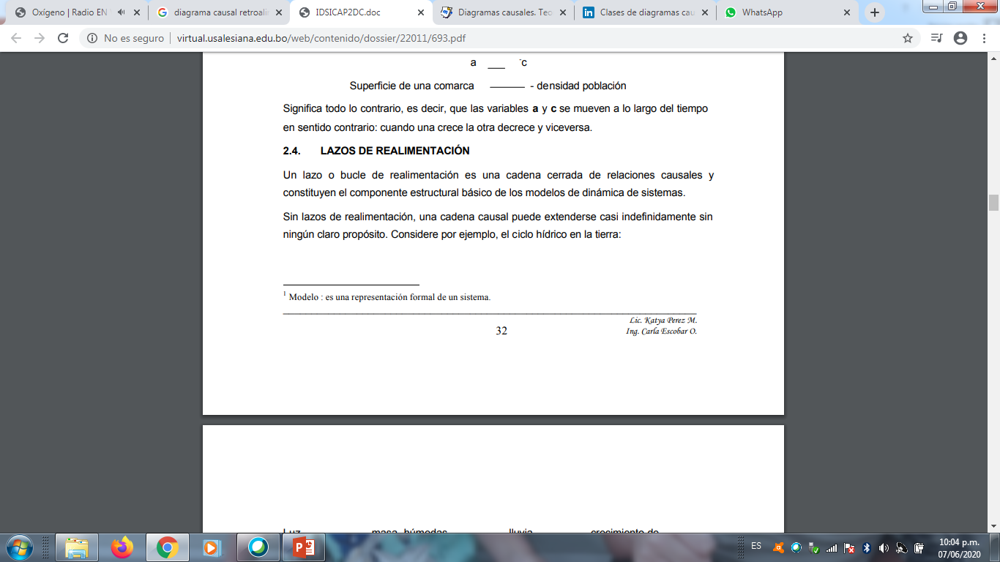 Oxígeno | Radio EN
diagrama causal retroalin
IDSICAP2DC.doc
Diagramas causales. Teo
Clases de diagramas cau
WhatsApp
No es seguro | virtual.usalesiana.edu.bo/web/contenido/dossier/22011/693.pdf
a ___ -c
Superficie de una comarca ______ - densidad población
Significa todo lo contrario, es decir, que las variables a y c se mueven a lo largo del tiempo
en sentido contrario: cuando una crece la otra decrece y viceversa.
2.4. LAZOS DE REALIMENTACIÓN
Un lazo o bucle de realimentación es una cadena cerrada de relaciones causales y
constituyen el componente estructural básico de los modelos de dinámica de sistemas.
Sin lazos de realimentación, una cadena causal puede extenderse casi indefinidamente sin
ningún claro propósito. Considere por ejemplo, el ciclo hídrico en la tierra:
1 Modelo : es una representación formal de un sistema.
Lic. Katya Perez M.
32 Ing. Carla Escobar O.
Luz masa húmedas lluvia crecimiento de
ES
10:04 p.m.
07/06/2020